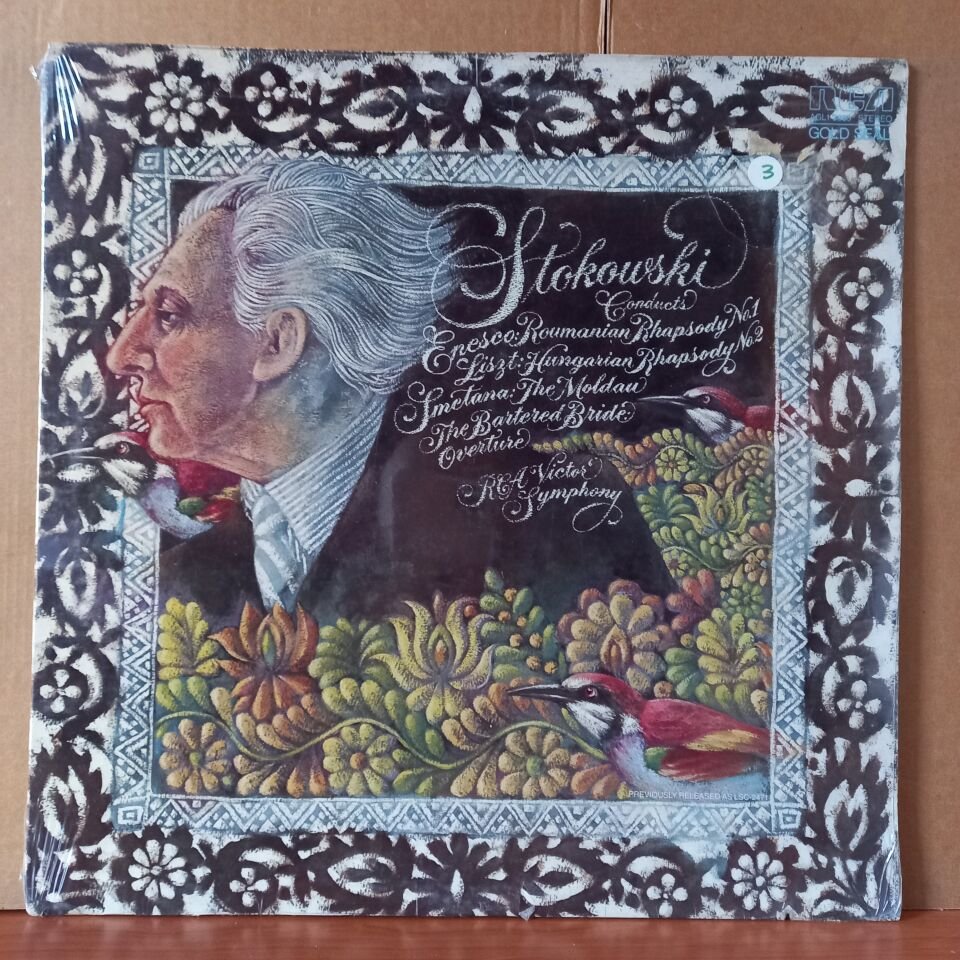 RCA
STEREO
GOLD SEAL
3
Stokowski
Conducts
Enesco: Roumanian Rhapsody No.1
Liszt: Hungarian Rhapsody No.2
Smetana: The Moldau
The Bartered Bride:
Overture
RCA Victor
Symphony
PREVIOUSLY RELEASED AS LSC-2471